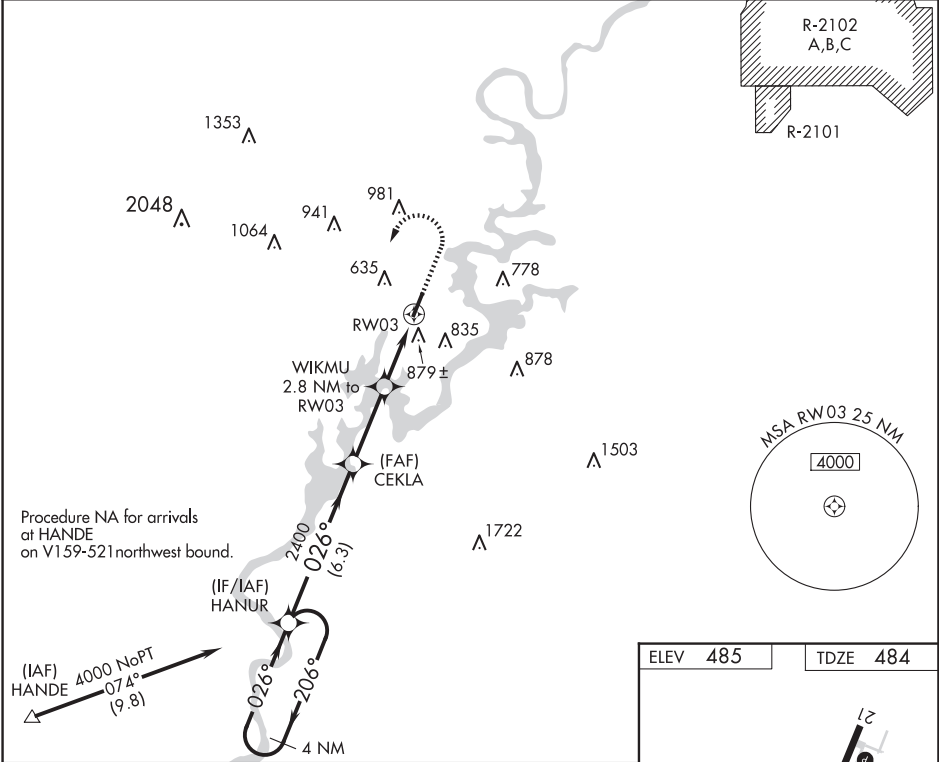 R-2102
A,B,C
R-2101
1353
2048
981
941
1064
635
778
RW03
835
879 ±
878
WIKMU
2.8 NM to
RW03
MSA RW03 25 NM
4000
1503
(FAF)
CEKLA
Procedure NA for arrivals
at HANDE
on V159-521 northwest bound.
2400
026°
(6.3)
1722
(IF/IAF)
HANUR
(IAF)
HANDE
4000 NoPT
074°
(9.8)
026°
206°
4 NM
ELEV 485
TDZE 484
21
P